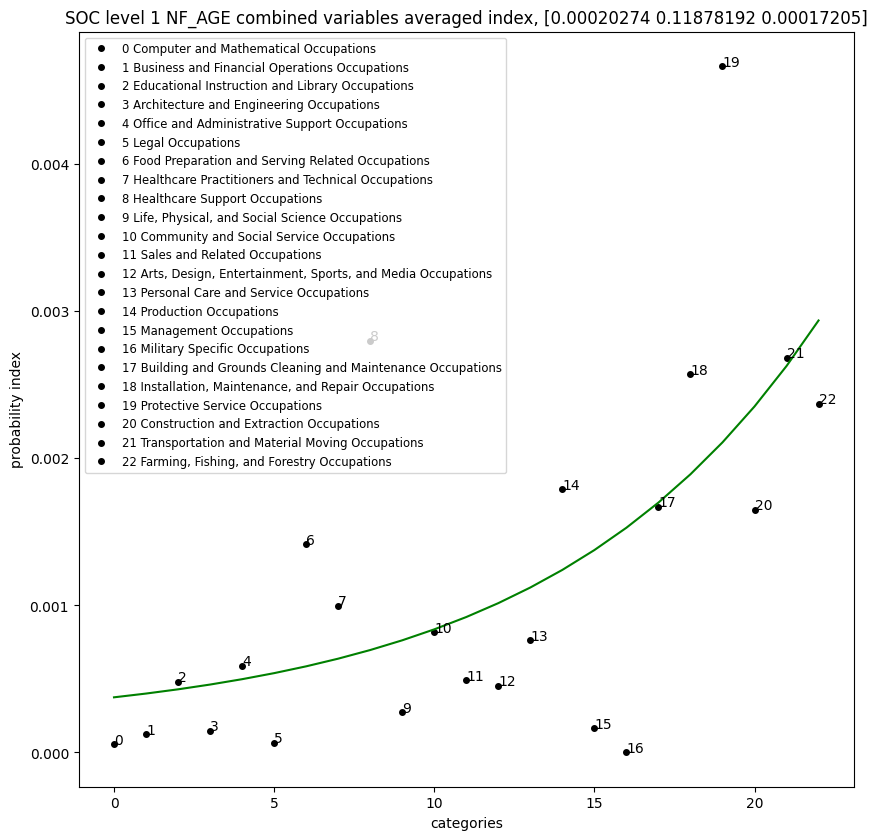 SOC level 1 NF_AGE combined variables averaged index, [0.00020274 0.11878192 0.00017205]
0 Computer and Mathematical Occupations
1 Business and Financial Operations Occupations
2 Educational Instruction and Library Occupations
3 Architecture and Engineering Occupations
4 Office and Administrative Support Occupations
5 Legal Occupations
6 Food Preparation and Serving Related Occupations
7 Healthcare Practitioners and Technical Occupations
8 Healthcare Support Occupations
9 Life, Physical, and Social Science Occupations
10 Community and Social Service Occupations
11 Sales and Related Occupations
12 Arts, Design, Entertainment, Sports, and Media Occupations
13 Personal Care and Service Occupations
14 Production Occupations
15 Management Occupations
16 Military Specific Occupations
17 Building and Grounds Cleaning and Maintenance Occupations
18 Installation, Maintenance, and Repair Occupations
19 Protective Service Occupations
20 Construction and Extraction Occupations
21 Transportation and Material Moving Occupations
22 Farming, Fishing, and Forestry Occupations
probability index
0.004
0.003
0.002
0.001
0.000
19
8
21
18
22
14
17
20
6
7
10
13
4
2
11
12
9
3
1
0
5
15
16
0
5
10
15
20
categories